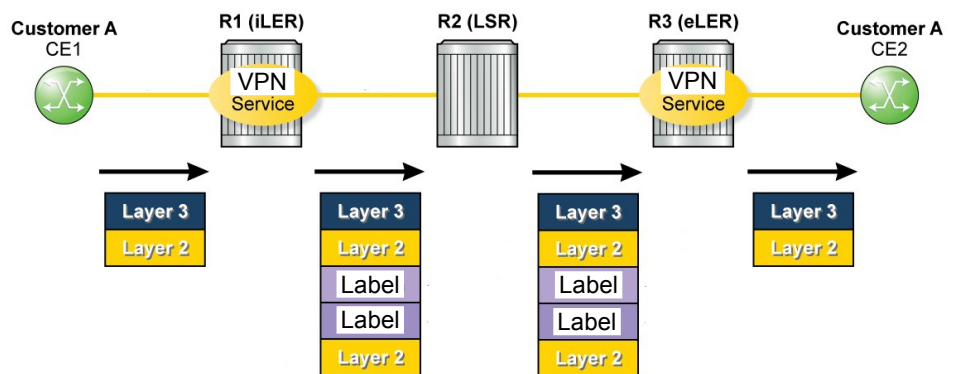 Customer A
CE1
R1 (iLER)
VPN
Service
R2 (LSR)
R3 (eLER)
VPN
Service
Customer A
CE2
Layer 3
Layer 2
Layer 3
Layer 2
Label
Label
Layer 2
Layer 3
Layer 2
Label
Label
Layer 2
Layer 3
Layer 2